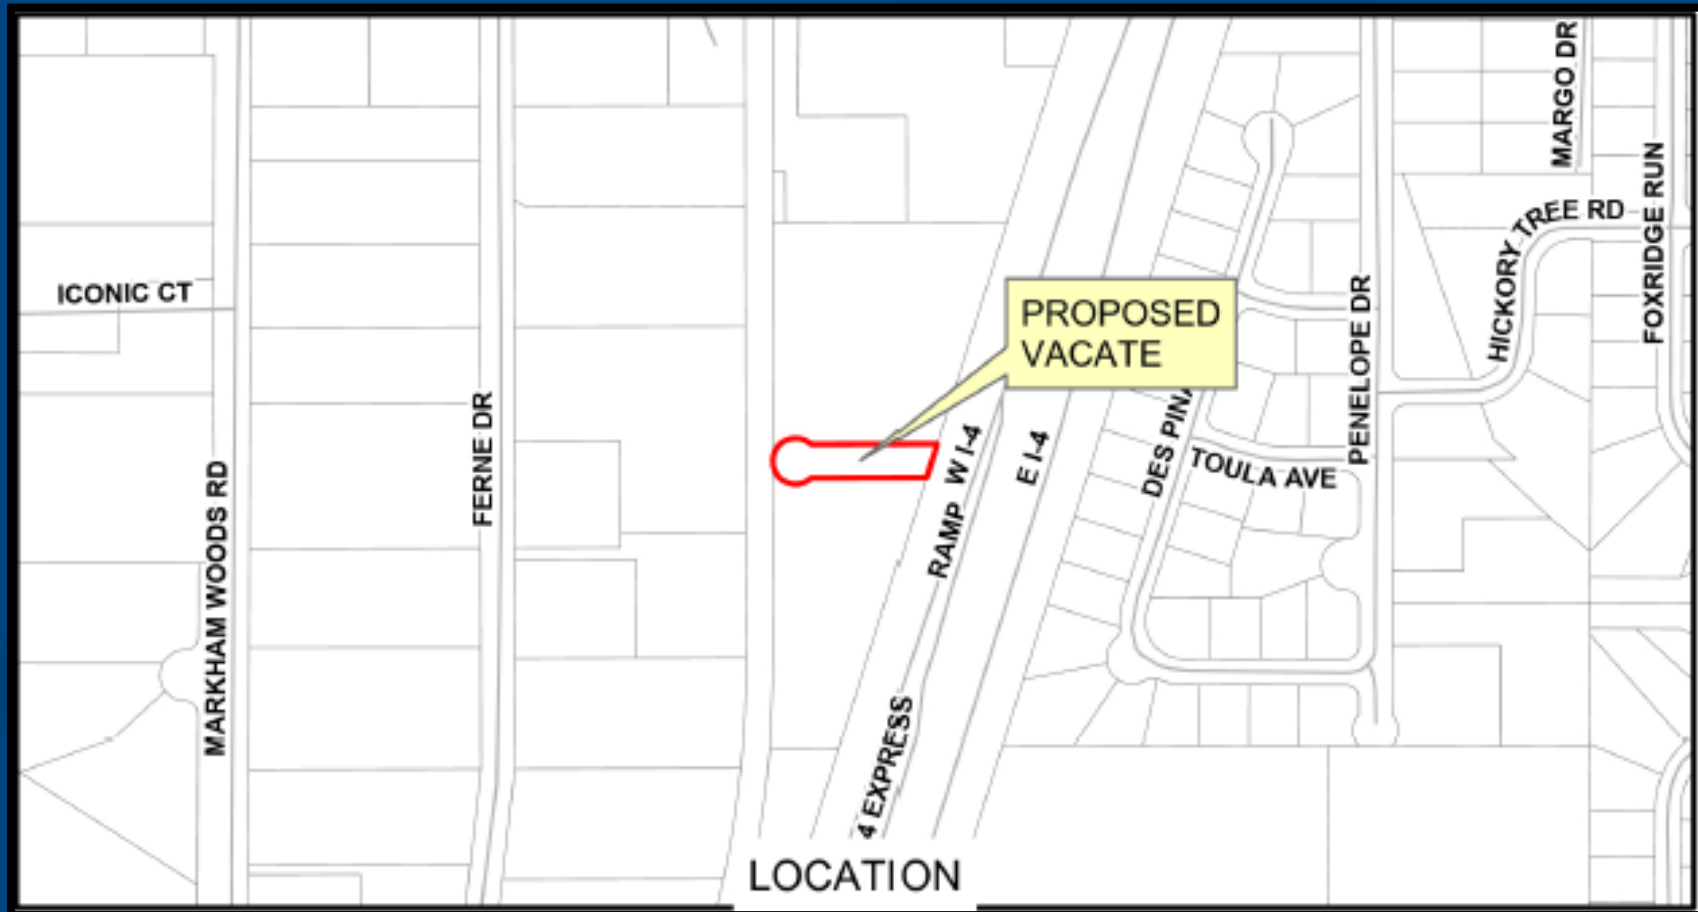 MARGO DR
HICKORY TREE RD
FOXRIDGE RUN
ICONIC CT
PROPOSED
VACATE
PENELOPE DR
FERNE DR
DES PINA
TOULA AVE
RAMP W I-4
E I-4
MARKHAM WOODS RD
4 EXPRESS
LOCATION